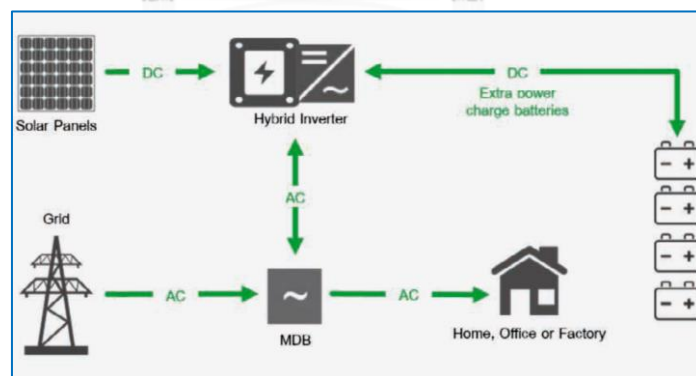 DC
DC
Extra power
charge batteries
Solar Panels
Hybrid Inverter
AC
Grid
AC
AC
MDB
Home, Office or Factory